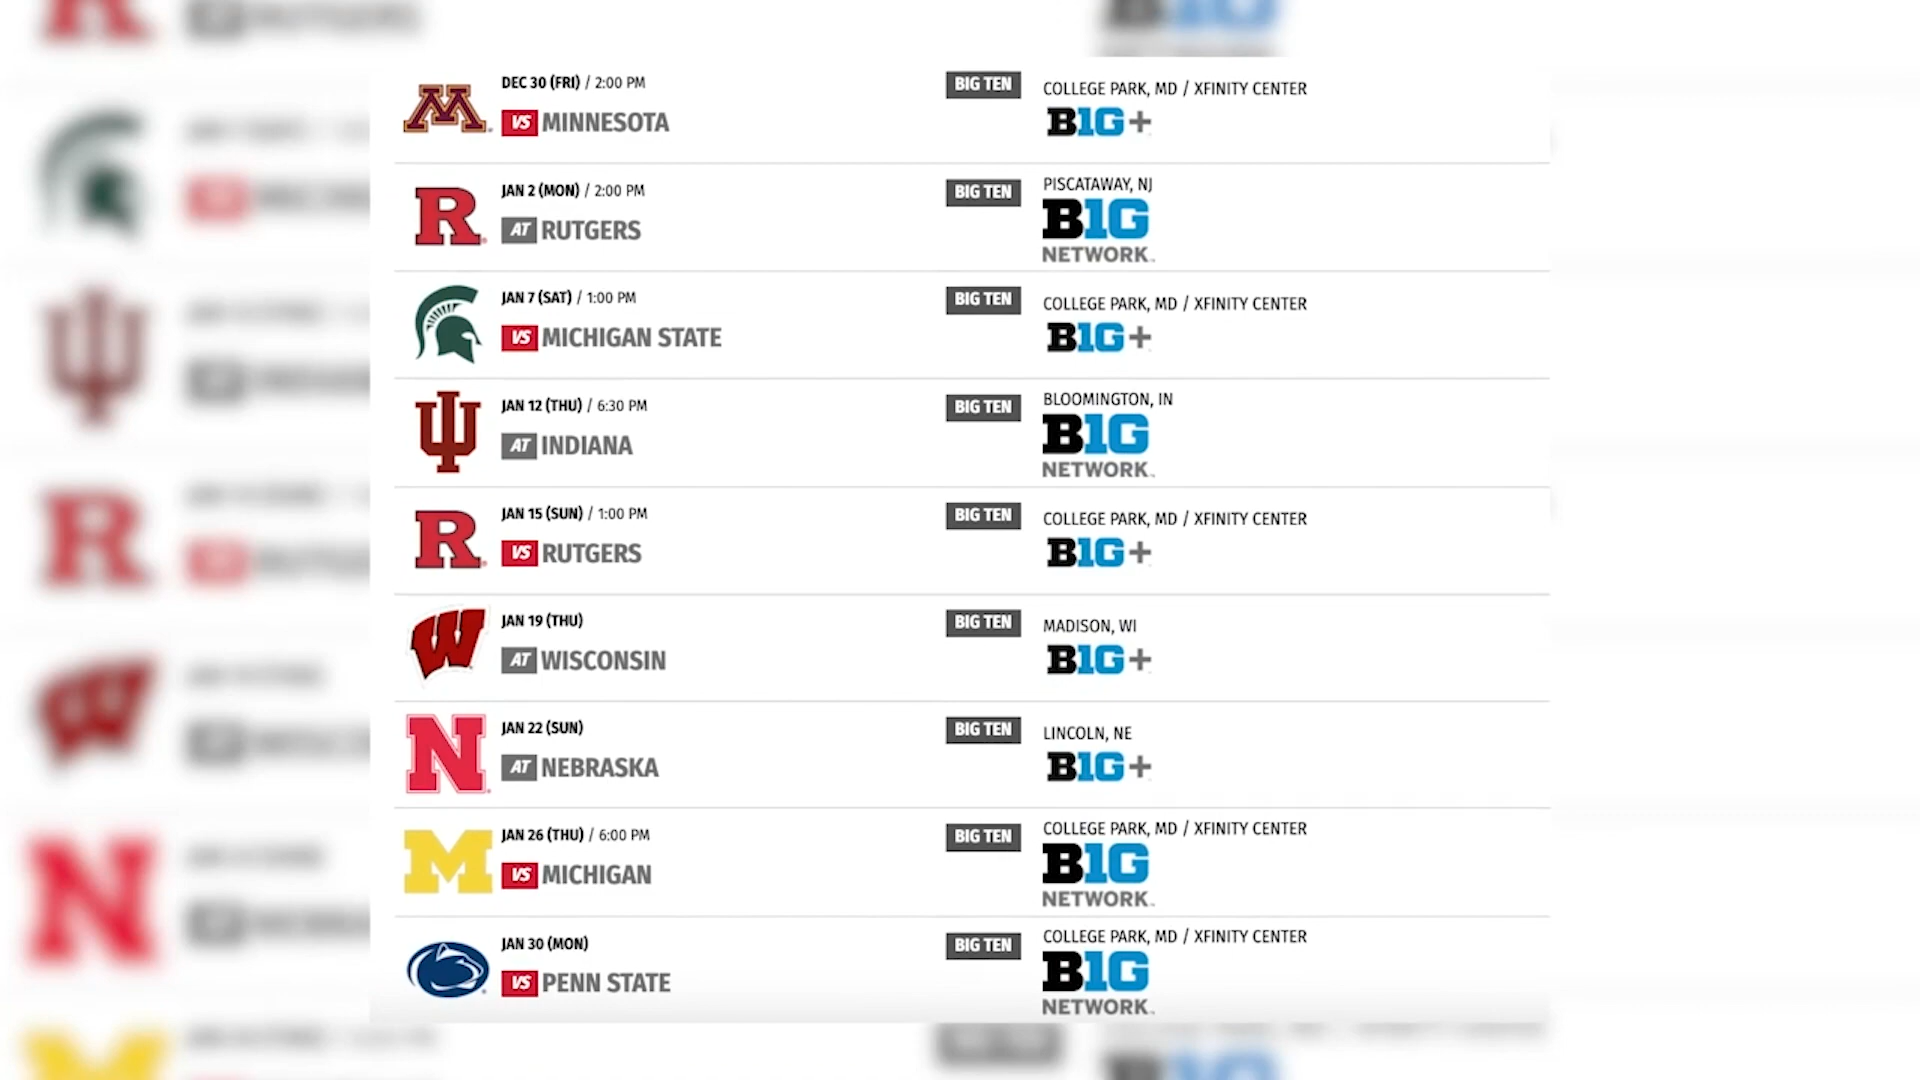 DEC 30 (FRI) / 2:00 PM
VS MINNESOTA
BIG TEN
COLLEGE PARK, MD / XFINITY CENTER
B1G+
JAN 2 (MON) / 2:00 PM
AT RUTGERS
BIG TEN
PISCATAWAY, NJ
B1G
NETWORK
JAN 7 (SAT) / 1:00 PM
VS MICHIGAN STATE
BIG TEN
COLLEGE PARK, MD / XFINITY CENTER
B1G+
JAN 12 (THU) / 6:30 PM
AT INDIANA
BIG TEN
BLOOMINGTON, IN
B1G
NETWORK
JAN 15 (SUN) / 1:00 PM
VS RUTGERS
BIG TEN
COLLEGE PARK, MD / XFINITY CENTER
B1G+
JAN 19 (THU)
AT WISCONSIN
BIG TEN
MADISON, WI
B1G+
JAN 22 (SUN)
AT NEBRASKA
BIG TEN
LINCOLN, NE
B1G+
JAN 26 (THU) / 6:00 PM
VS MICHIGAN
BIG TEN
COLLEGE PARK, MD / XFINITY CENTER
B1G
NETWORK
JAN 30 (MON)
VS PENN STATE
BIG TEN
COLLEGE PARK, MD / XFINITY CENTER
B1G
NETWORK